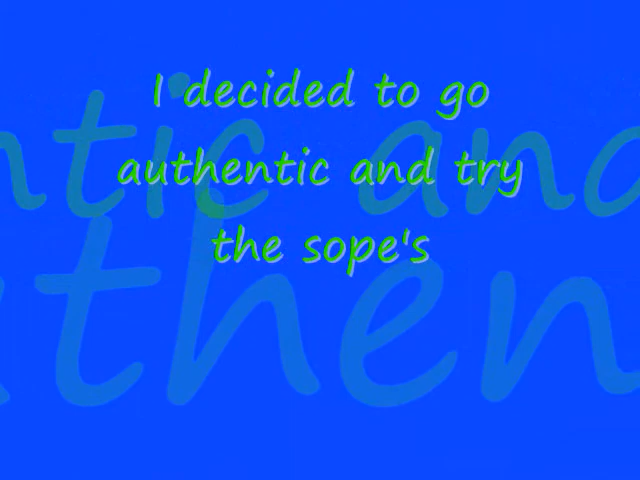 I decided to go
authentic and try
the sope's